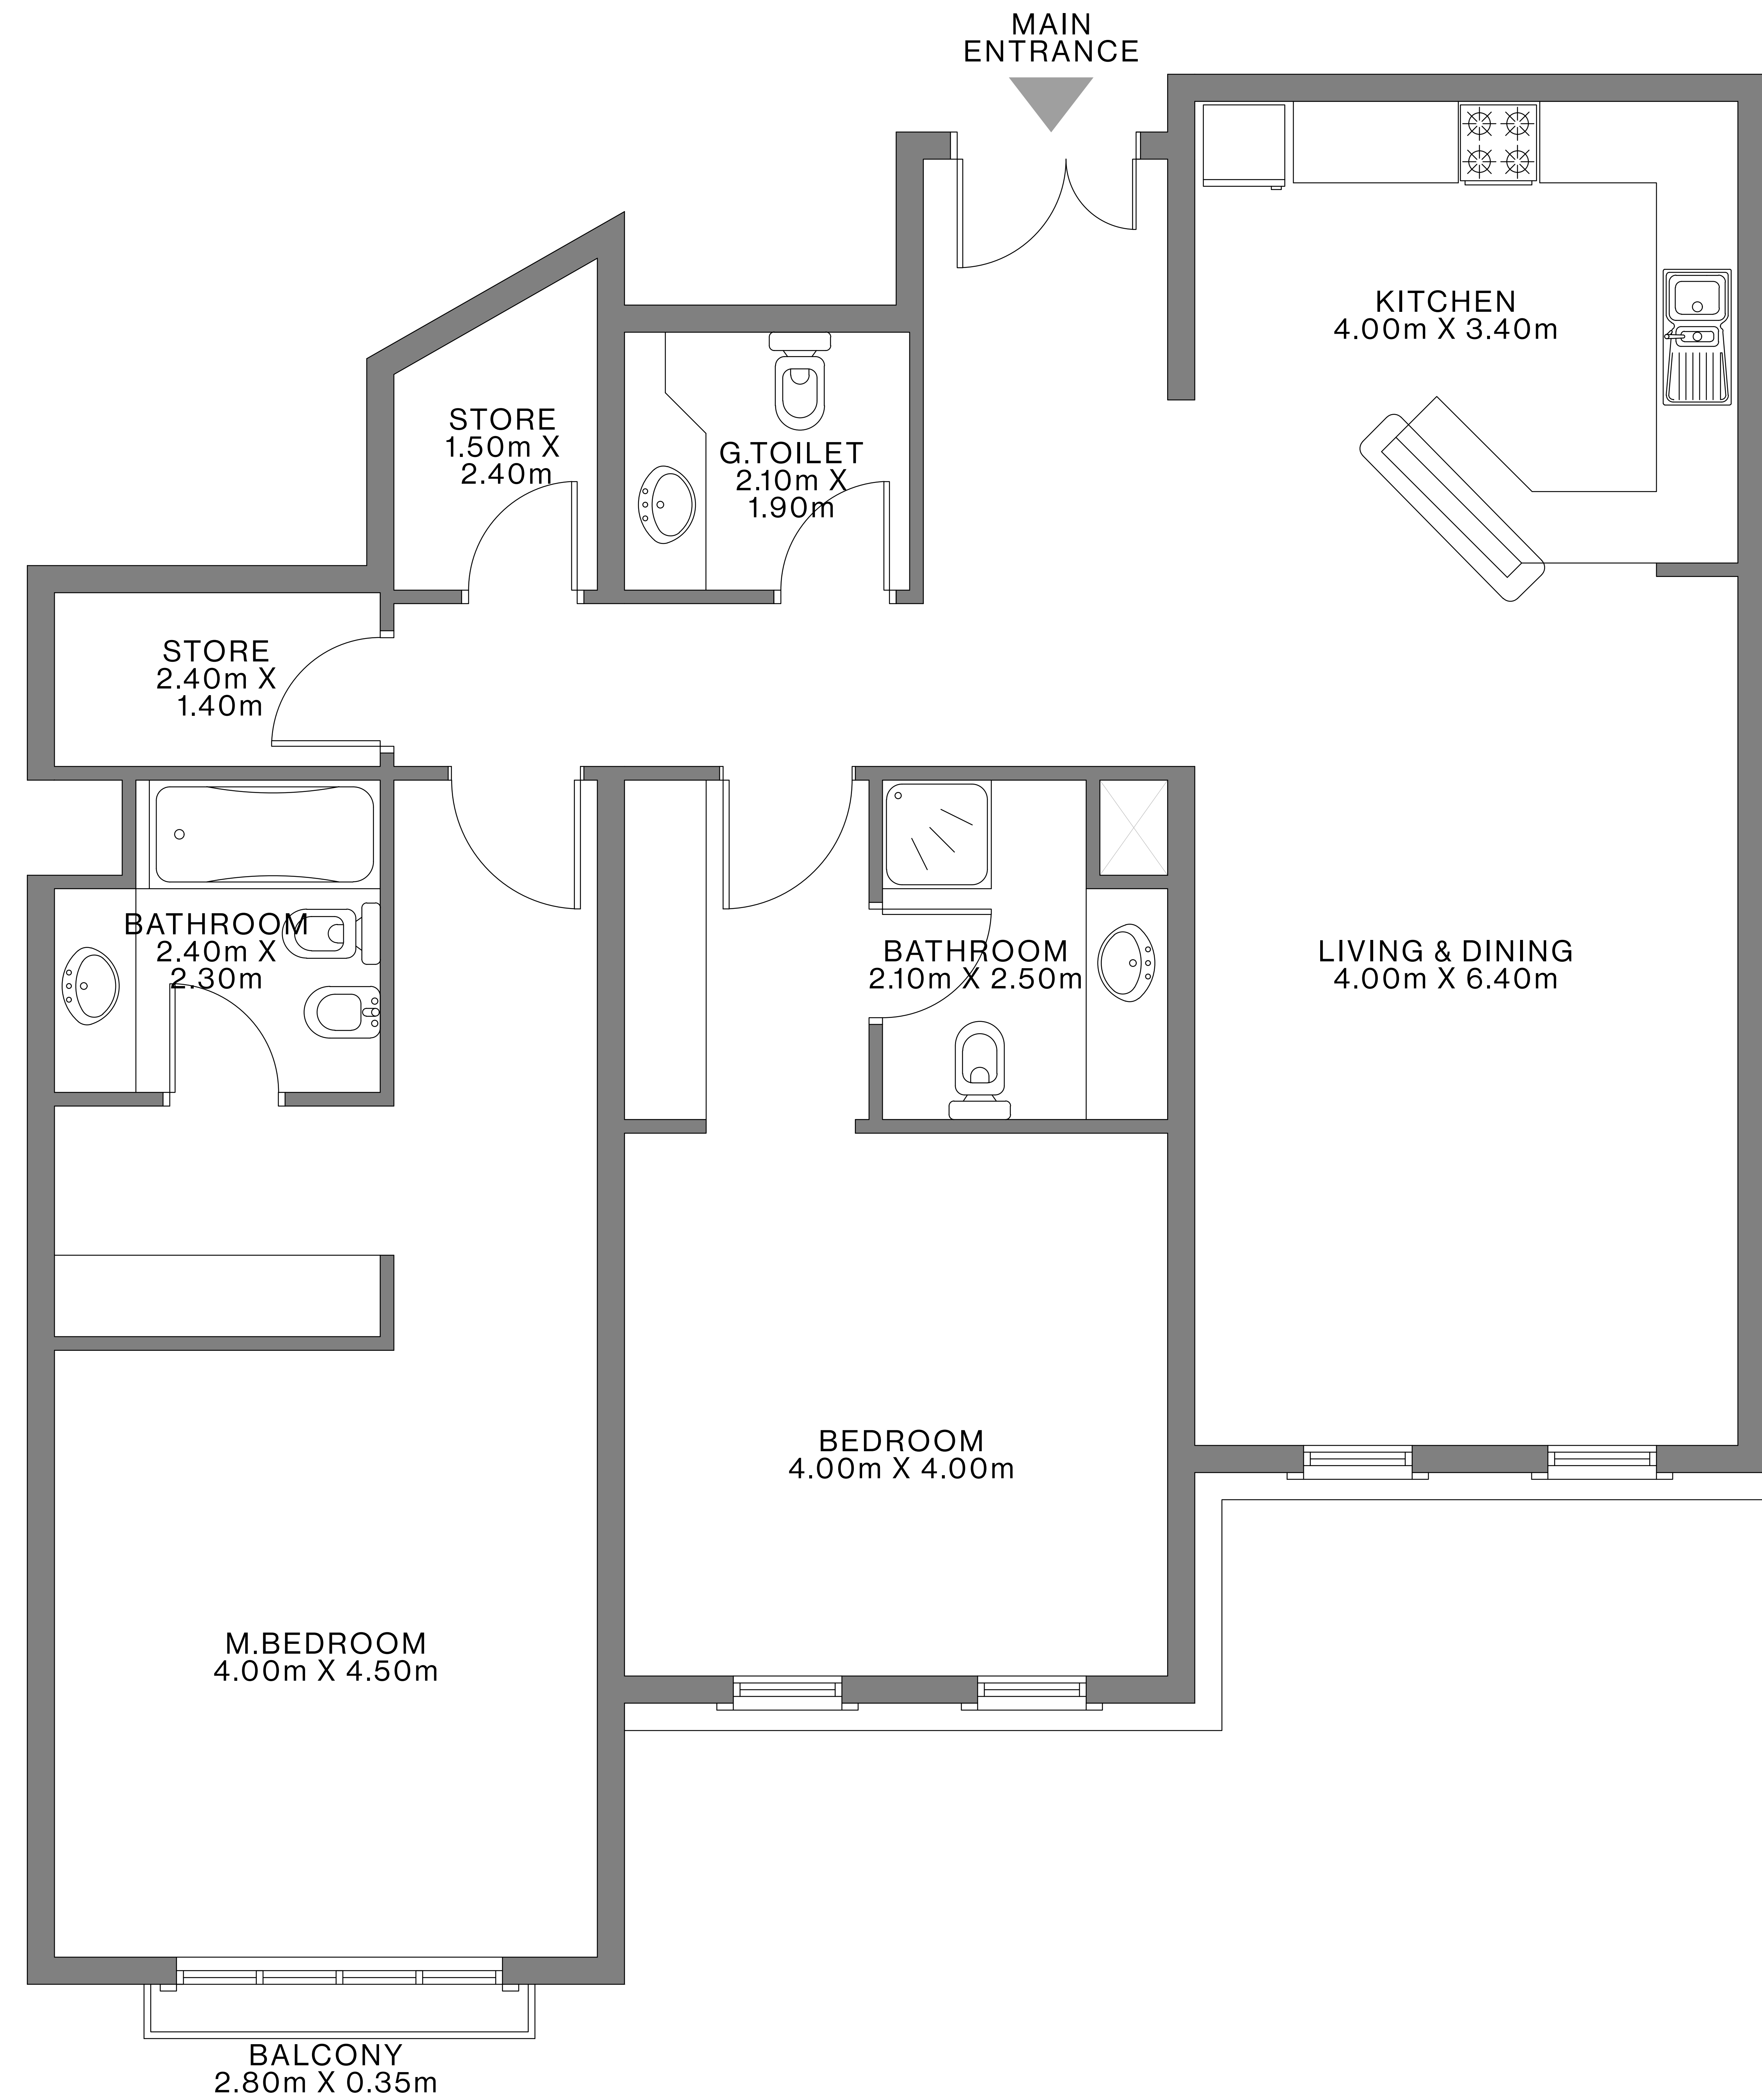 MAIN
ENTRANCE
KITCHEN
4.00m X 3.40m
STORE
1.50m X
2.40m
G.TOILET
2.10m X
1.90m
STORE
2.40m X
1.40m
BATHROOM
2.40m X
2.30m
BATHROOM
2.10m X 2.50m
LIVING & DINING
4.00m X 6.40m
BEDROOM
4.00m X 4.00m
M.BEDROOM
4.00m X 4.50m
BALCONY
2.80m X 0.35m